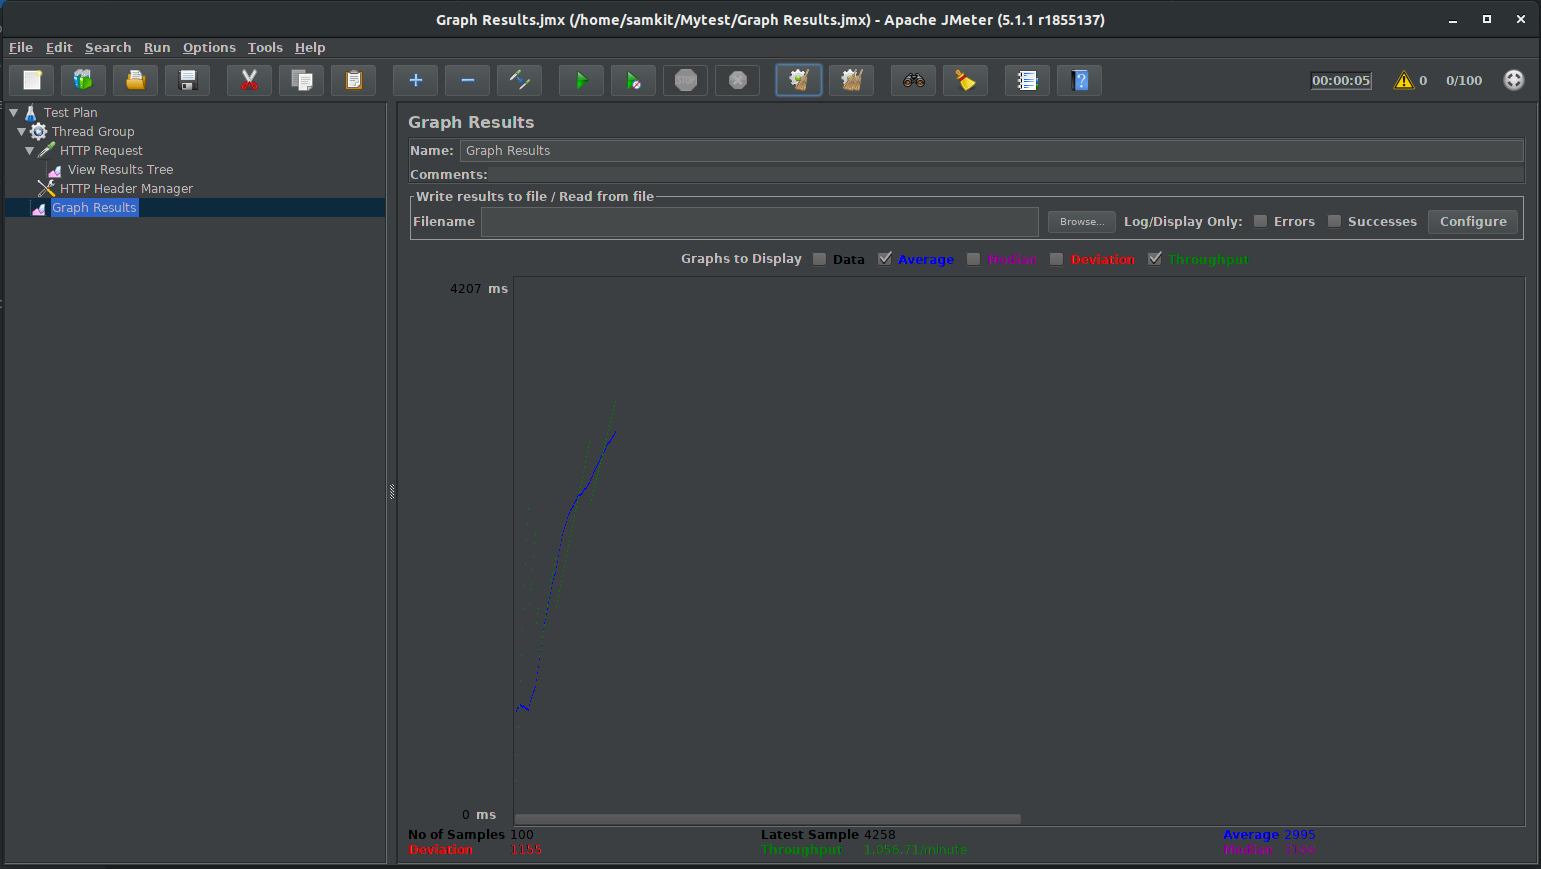 Graph Results.jmx (/home/samkit/Mytest/Graph Results.jmx) - Apache JMeter (5.1.1 r1855137)
File Edit Search Run Options Tools Help
STOP 00:00:05 0 0/100
Test Plan
Thread Group
HTTP Request
View Results Tree
HTTP Header Manager
Graph Results
Graph Results
Name: Graph Results
Comments:
Write results to file / Read from file
Filename Browse... Log/Display Only: Errors Successes Configure
Graphs to Display Data Average Median Deviation Throughput
4207 ms
0 ms
No of Samples 100 Latest Sample 4258 Average 2995
Deviation 1155 Throughput 1,056.71/minute Median